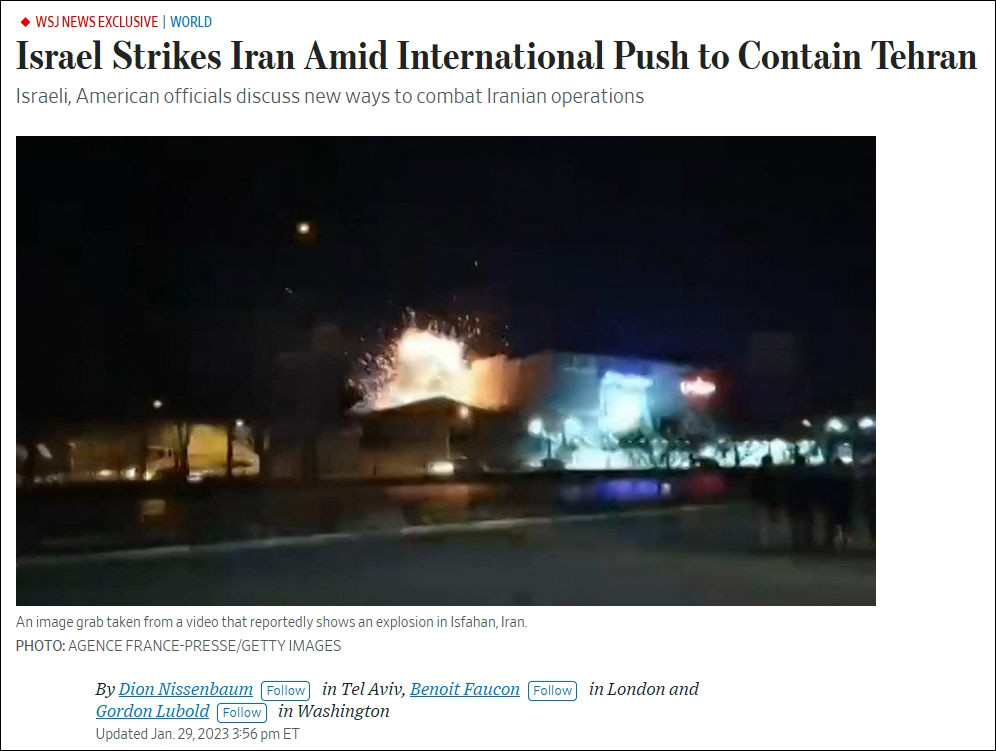 WSJ NEWS EXCLUSIVE | WORLD
Israel Strikes Iran Amid International Push to Contain Tehran
Israeli, American officials discuss new ways to combat Iranian operations
An image grab taken from a video that reportedly shows an explosion in Isfahan, Iran.
PHOTO: AGENCE FRANCE-PRESSE/GETTY IMAGES
By Dion Nissenbaum Follow in Tel Aviv, Benoit Faucon Follow in London and
Gordon Lubold Follow in Washington
Updated Jan. 29, 2023 3:56 pm ET